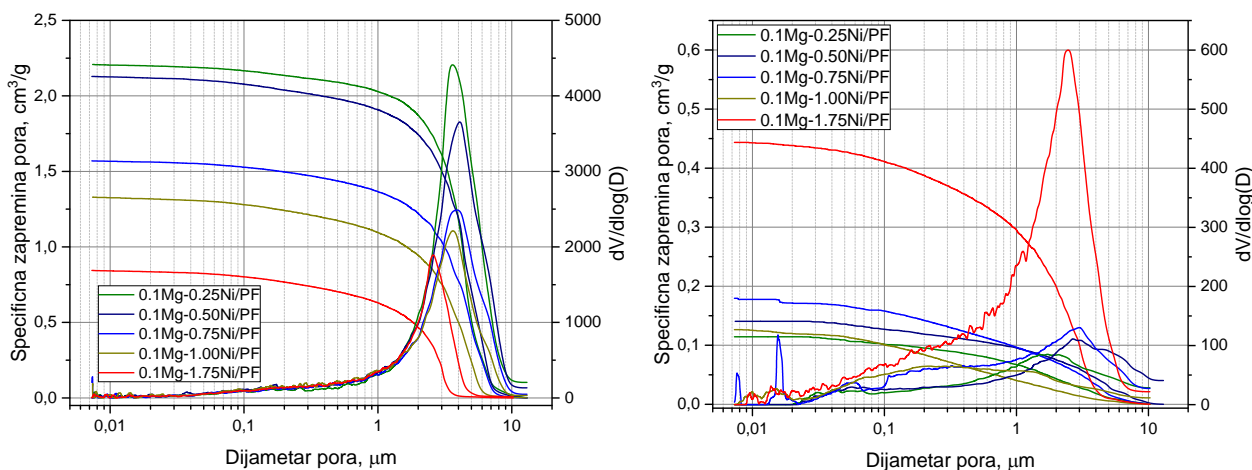 2,5
2,0
1,5
1,0
0,5
0,0
Specificna zapremina pora, cm³/g
5000
4000
3000
2000
1000
0
dV/dlog(D)
0.1Mg-0.25Ni/PF
0.1Mg-0.50Ni/PF
0.1Mg-0.75Ni/PF
0.1Mg-1.00Ni/PF
0.1Mg-1.75Ni/PF
0,01 0,1 1 10
Dijametar pora, μm
0,6
0,5
0,4
0,3
0,2
0,1
0,0
Specificna zapremina pora, cm³/g
0.1Mg-0.25Ni/PF
0.1Mg-0.50Ni/PF
0.1Mg-0.75Ni/PF
0.1Mg-1.00Ni/PF
0.1Mg-1.75Ni/PF
600
500
400
300
200
100
0
dV/dlog(D)
0,01 0,1 1 10
Dijametar pora, μm